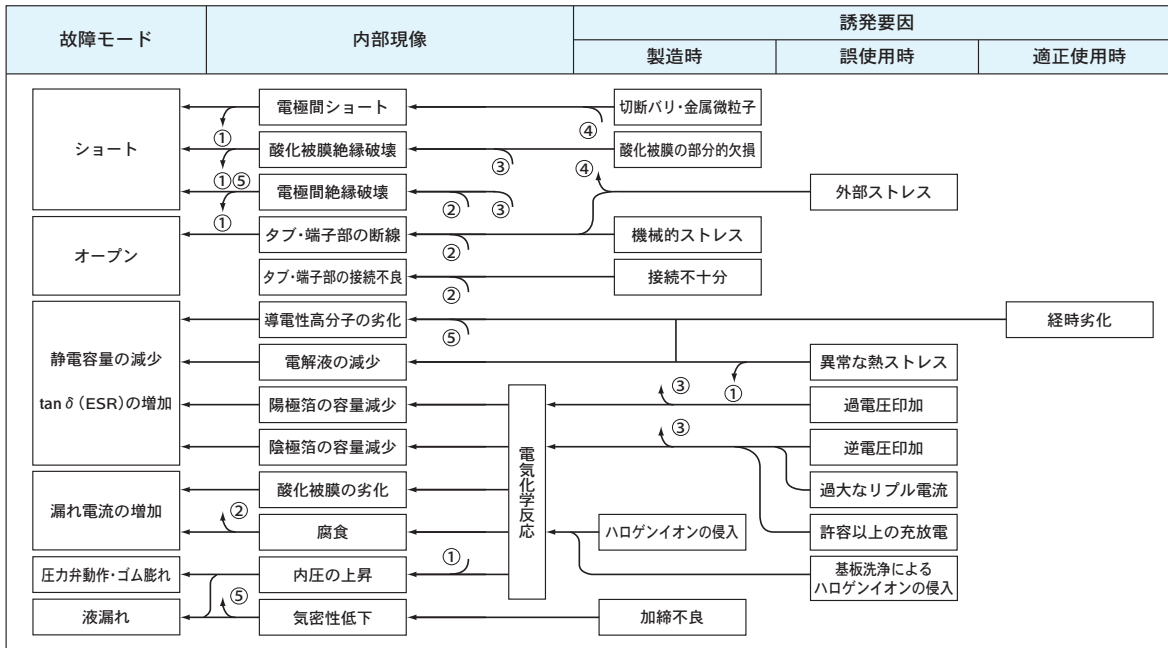 故障モード
内部現像
誘発要因
製造時
誤使用時
適正使用時
ショート
電極間ショート
切断バリ・金属微粒子
①
④
酸化被膜絶縁破壊
酸化被膜の部分的欠損
③
④
①⑤
電極間絶縁破壊
外部ストレス
②
③
①
オープン
タブ・端子部の断線
機械的ストレス
②
タブ・端子部の接続不良
接続不十分
②
静電容量の減少
tan δ (ESR)の増加
導電性高分子の劣化
経時劣化
⑤
電解液の減少
異常な熱ストレス
①
③
陽極箔の容量減少
過電圧印加
③
陰極箔の容量減少
逆電圧印加
電気化学反応
漏れ電流の増加
酸化被膜の劣化
過大なリプル電流
②
腐食
ハロゲンイオンの侵入
許容以上の充放電
①
圧力弁動作・ゴム膨れ
内圧の上昇
基板洗浄による
ハロゲンイオンの侵入
⑤
液漏れ
気密性低下
加締不良